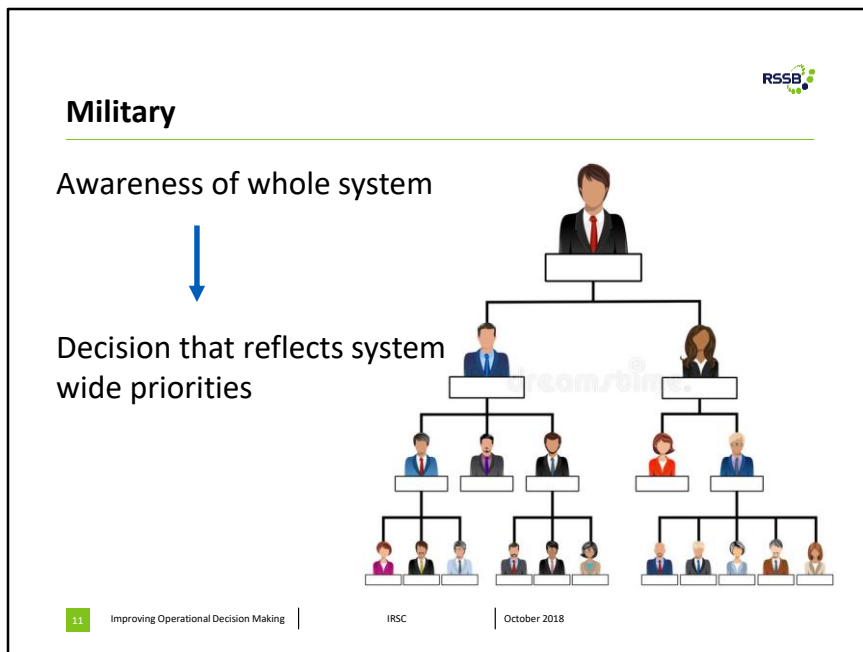 RSSB
Military
Awareness of whole system
Decision that reflects system
wide priorities
dreamstime.
11 Improving Operational Decision Making IRSC October 2018